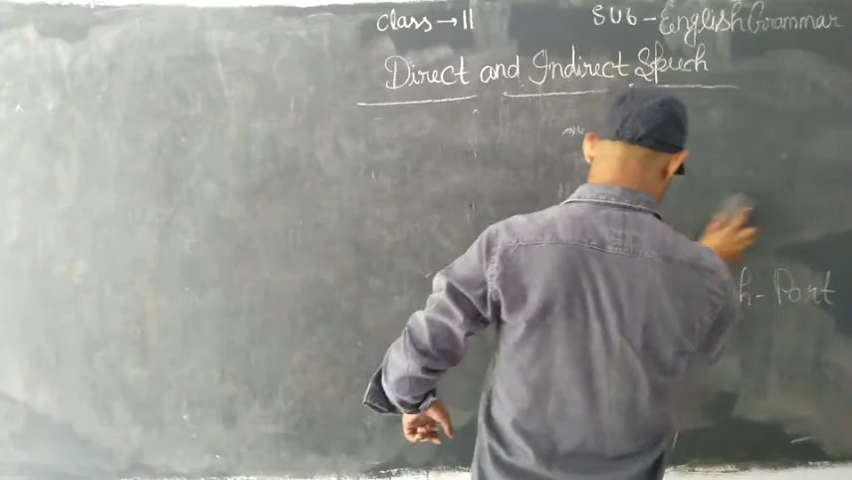 Class → 11 SUB - English Grammar
Direct and Indirect Speech
h - Part